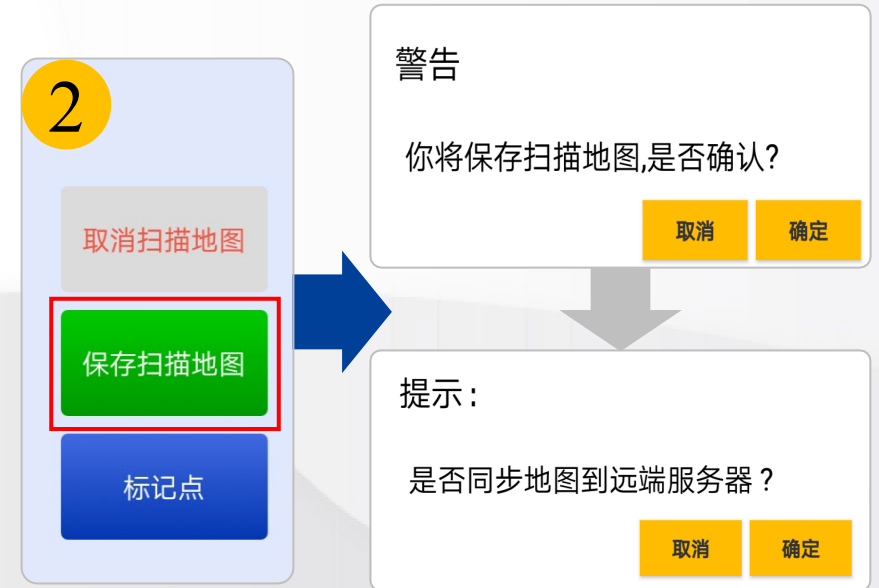 2
取消扫描地图
保存扫描地图
标记点
警告
你将保存扫描地图,是否确认?
取消
确定
提示:
是否同步地图到远端服务器?
取消
确定